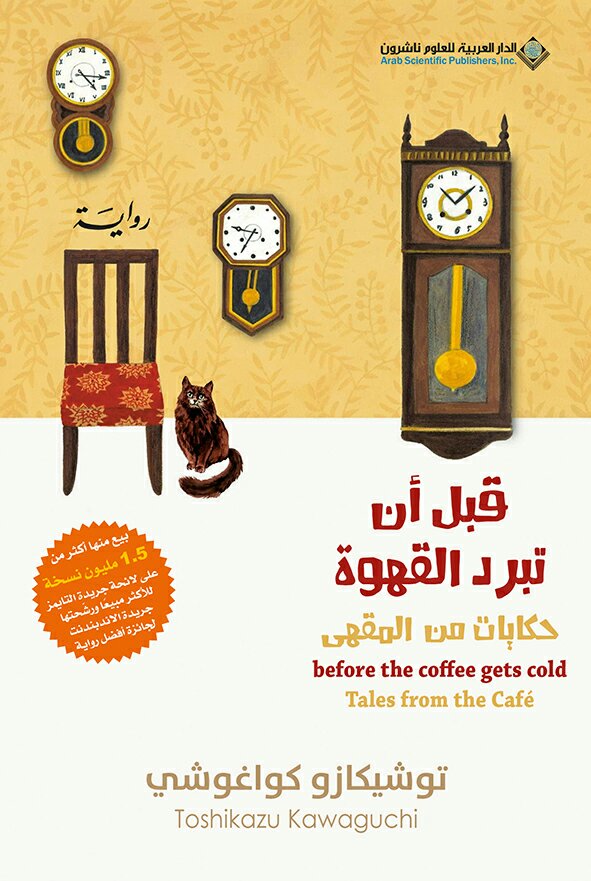 الدار العربية للعلوم ناشرون
Arab Scientific Publishers, Inc.
رواية
قبل أن
تبرد القهوة
حكايات من المقهى
before the coffee gets cold
Tales from the Café
بيع منها أكثر من
1.5 مليون نسخة
على لائحة جريدة التايمز
للأكثر مبيعًا ورشحتها
جريدة الاندبندنت
لجائزة أفضل رواية
توشيكازو كواغوشي
Toshikazu Kawaguchi